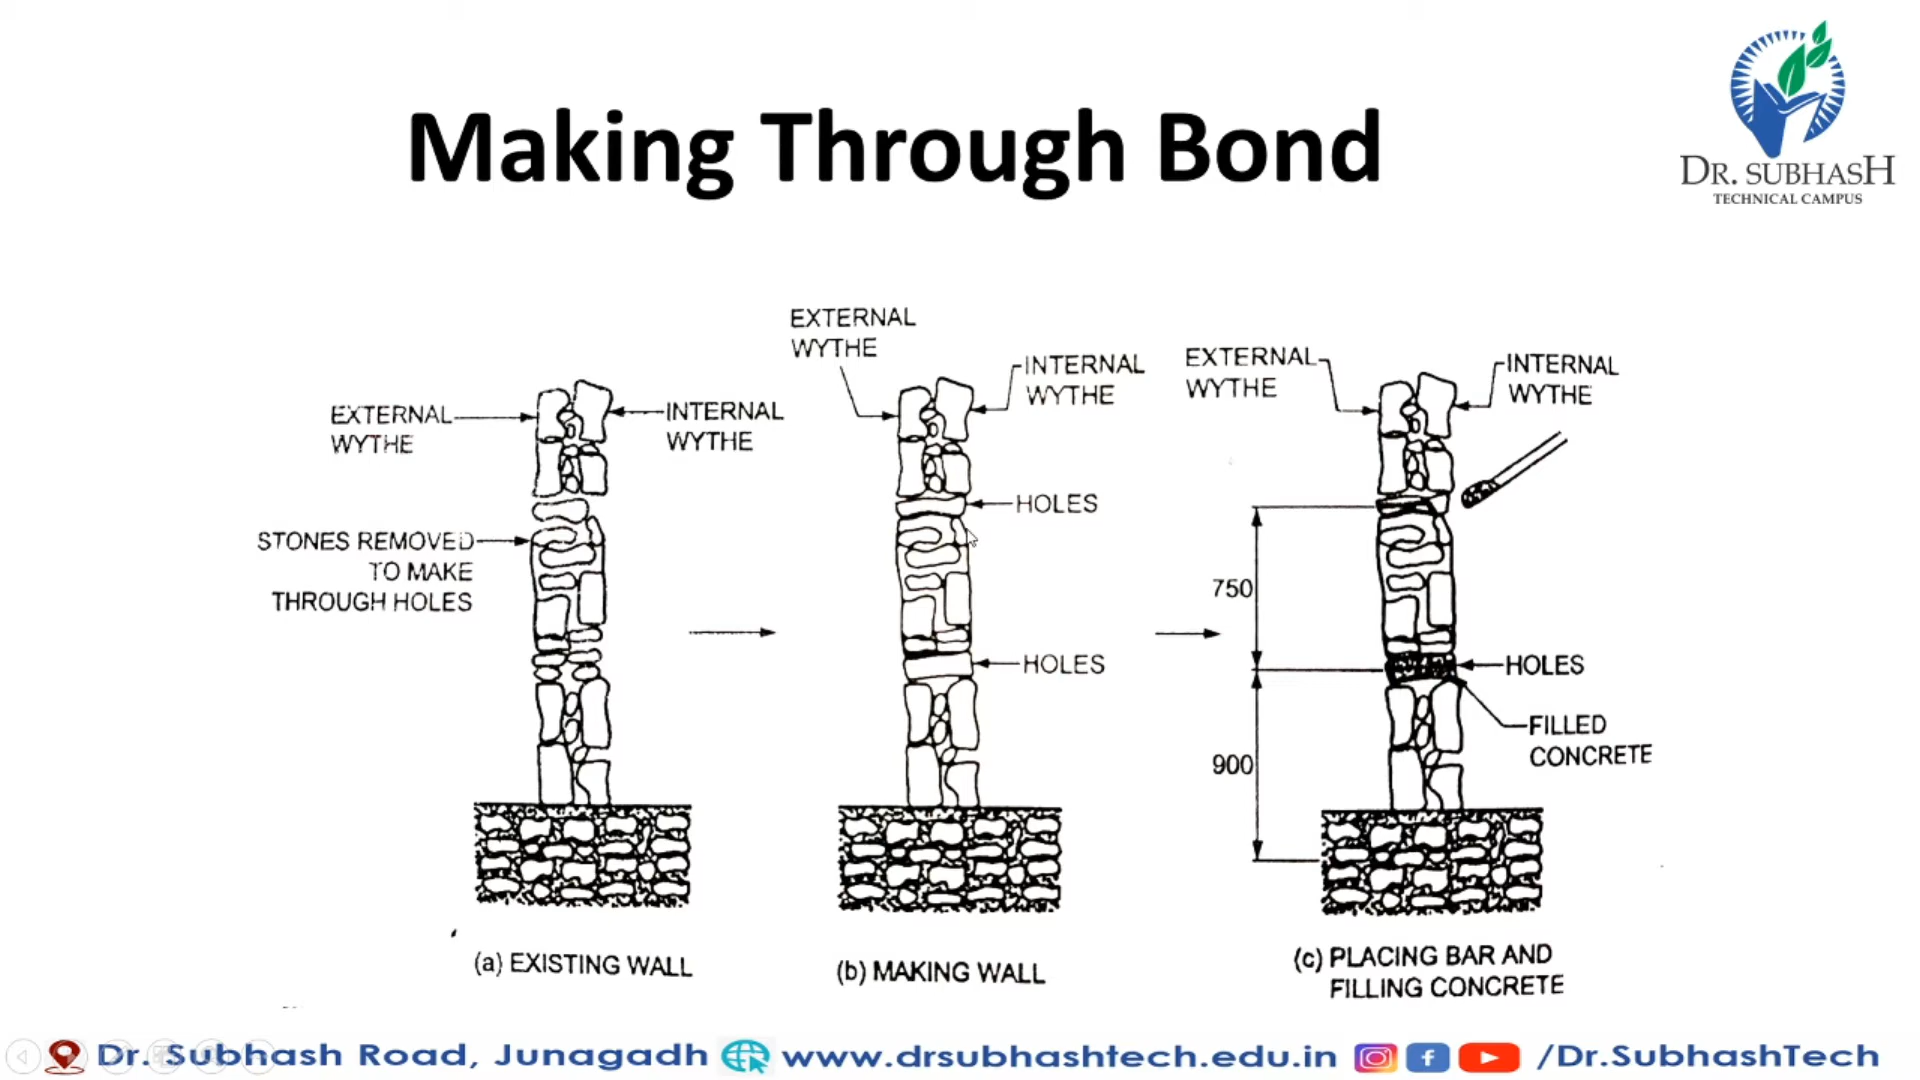 Making Through Bond
DR. SUBHASH
TECHNICAL CAMPUS
EXTERNAL
WYTHE
INTERNAL
WYTHE
STONES REMOVED
TO MAKE
THROUGH HOLES
(a) EXISTING WALL
EXTERNAL
WYTHE
INTERNAL
WYTHE
HOLES
HOLES
(b) MAKING WALL
EXTERNAL
WYTHE
INTERNAL
WYTHE
750
900
HOLES
FILLED
CONCRETE
(c) PLACING BAR AND
FILLING CONCRETE
Dr. Subhash Road, Junagadh www.drsubhashtech.edu.in f /Dr.SubhashTech